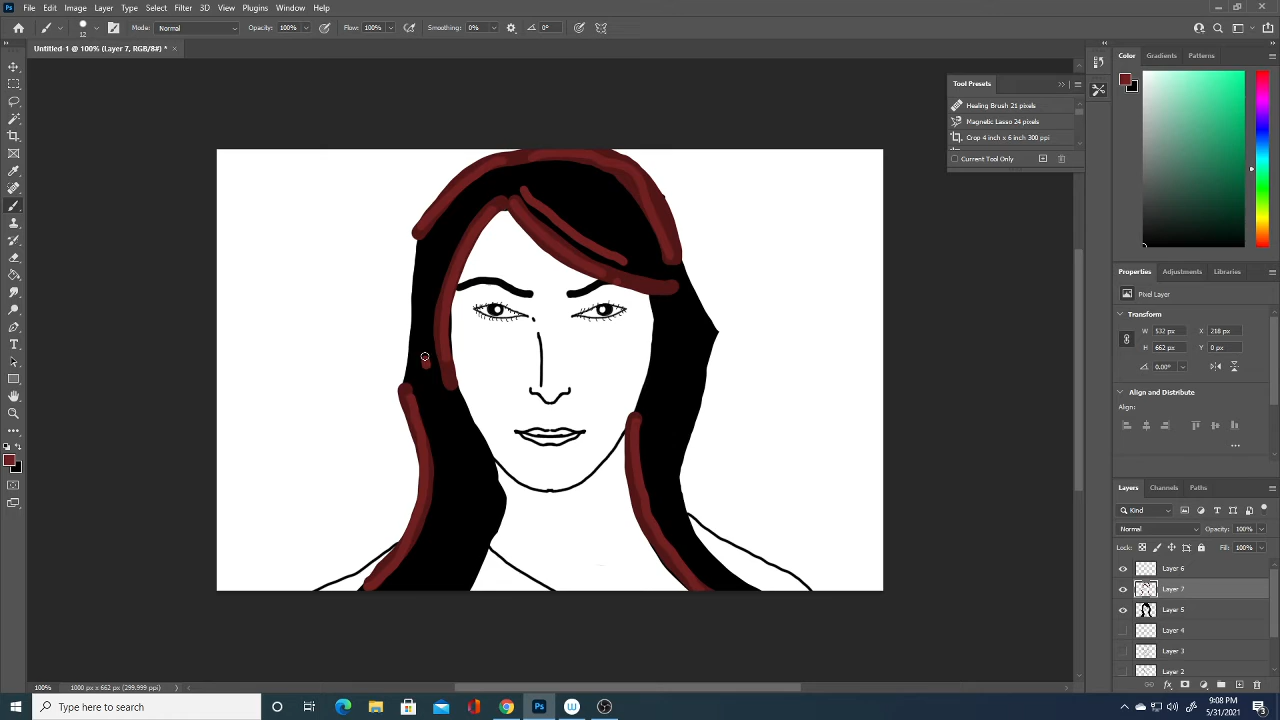 File Edit Image Layer Type Select Filter 3D View Plugins Window Help
12 Mode: Normal Opacity: 100% Flow: 100% Smoothing: 0% 0°
Untitled-1 @ 100% (Layer 7, RGB/8#) * ×
Color Gradients Patterns
Tool Presets
Healing Brush 21 pixels
Magnetic Lasso 24 pixels
Crop 4 inch x 6 inch 300 ppi
Current Tool Only
Properties Adjustments Libraries
Pixel Layer
Transform
W: 532 px X: 218 px
H: 662 px Y: 0 px
0.00°
Align and Distribute
Align:
Layers Channels Paths
Kind
Normal Opacity: 100%
Lock: Fill: 100%
Layer 6
Layer 7
Layer 5
Layer 4
Layer 3
Layer 2
100% 1000 px x 662 px (299.999 ppi)
Type here to search
9:08 PM
5/31/2021